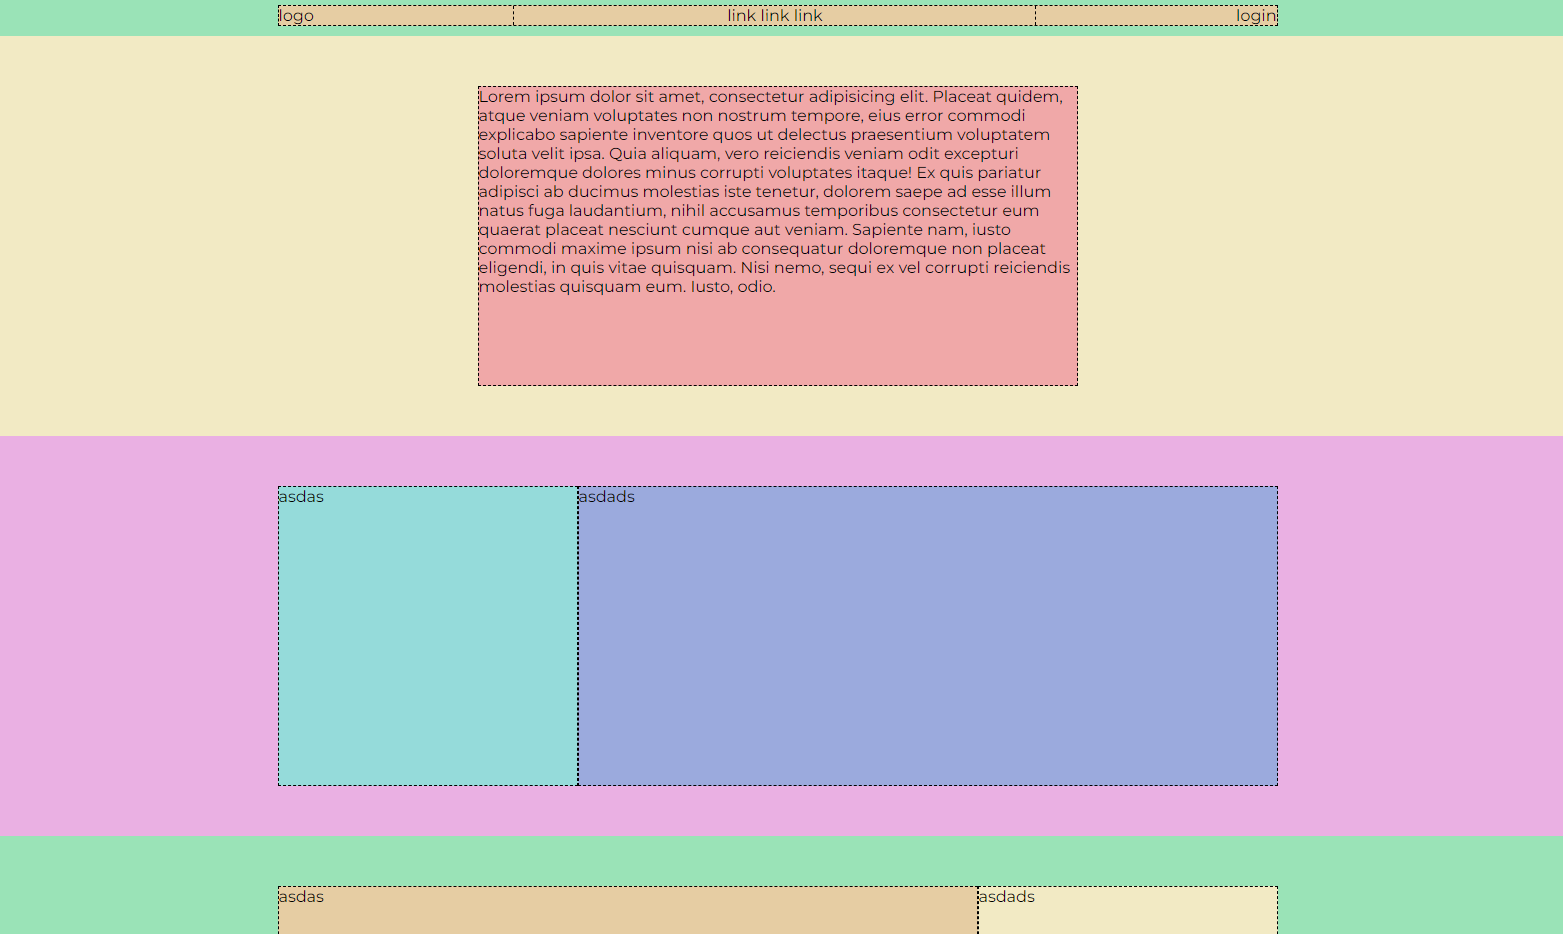 logo link link link login
Lorem ipsum dolor sit amet, consectetur adipisicing elit. Placeat quidem,
atque veniam voluptates non nostrum tempore, eius error commodi
explicabo sapiente inventore quos ut delectus praesentium voluptatem
soluta velit ipsa. Quia aliquam, vero reiciendis veniam odit excepturi
doloremque dolores minus corrupti voluptates itaque! Ex quis pariatur
adipisci ab ducimus molestias iste tenetur, dolorem saepe ad esse illum
natus fuga laudantium, nihil accusamus temporibus consectetur eum
quaerat placeat nesciunt cumque aut veniam. Sapiente nam, iusto
commodi maxime ipsum nisi ab consequatur doloremque non placeat
eligendi, in quis vitae quisquam. Nisi nemo, sequi ex vel corrupti reiciendis
molestias quisquam eum. Iusto, odio.
asdas asdads
asdas asdads